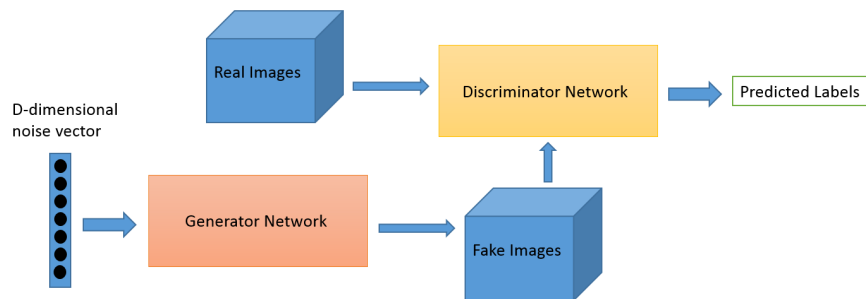 Real Images
Discriminator Network
Predicted Labels
D-dimensional
noise vector
Generator Network
Fake Images